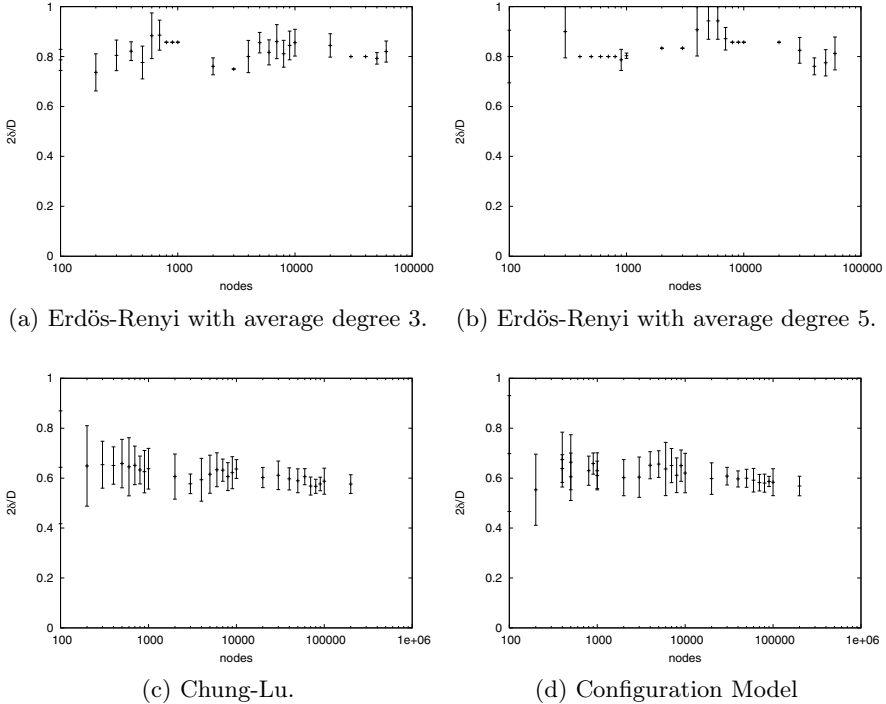 1
0.8
0.6
0.4
0.2
0
2δ/D
100 1000 10000 100000
nodes
(a) Erdös-Renyi with average degree 3.
1
0.8
0.6
0.4
0.2
0
2δ/D
100 1000 10000 100000
nodes
(b) Erdös-Renyi with average degree 5.
1
0.8
0.6
0.4
0.2
0
2δ/D
100 1000 10000 100000 1e+06
nodes
(c) Chung-Lu.
1
0.8
0.6
0.4
0.2
0
2δ/D
100 1000 10000 100000 1e+06
nodes
(d) Configuration Model